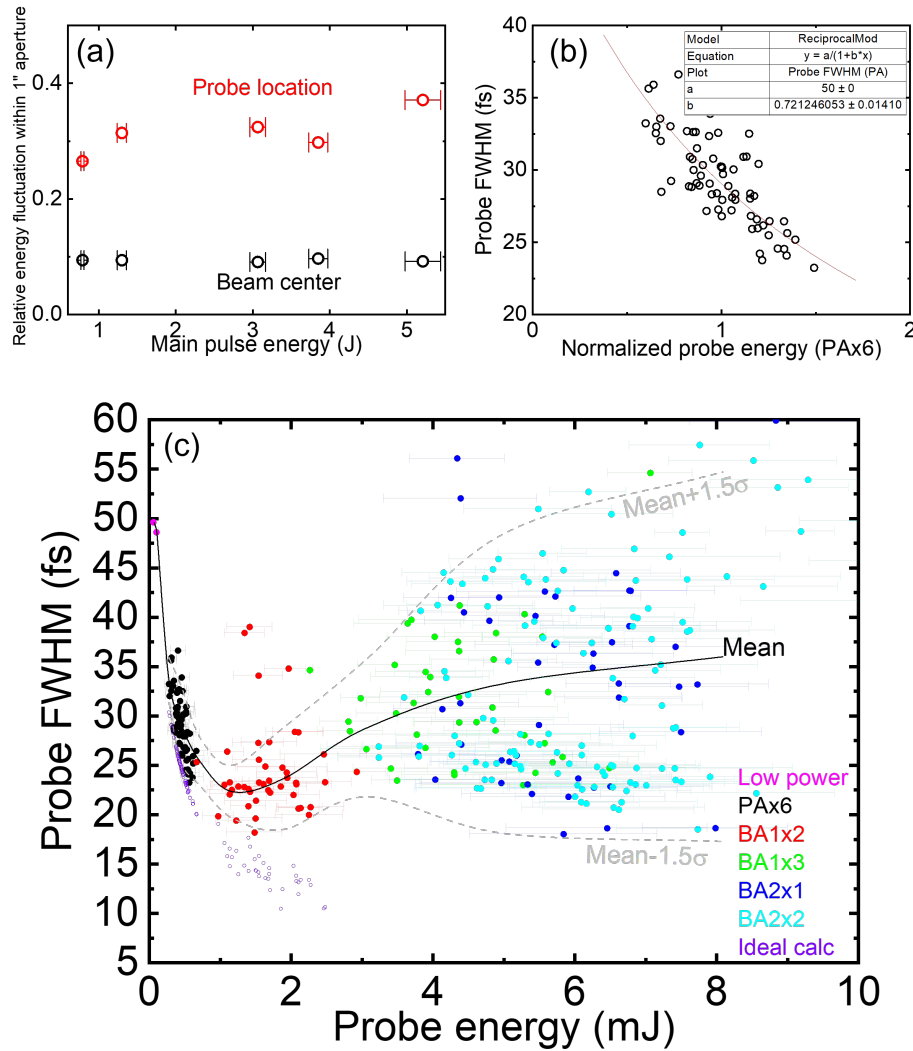 (a)
Relative energy fluctuation within 1" aperture
0.4
0.2
0.0
Probe location
Beam center
1 2 3 4 5
Main pulse energy (J)
(b)
Probe FWHM (fs)
40
35
30
25
20
Model ReciprocalMod
Equation y = a/(1+b*x)
Plot Probe FWHM (PA)
a 50 ± 0
b 0.721246053 ± 0.01410
0 1 2
Normalized probe energy (PAx6)
(c)
Probe FWHM (fs)
60
55
50
45
40
35
30
25
20
15
10
5
Mean+1.5σ
Mean
Mean-1.5σ
Low power
PAx6
BA1x2
BA1x3
BA2x1
BA2x2
Ideal calc
0 2 4 6 8 10
Probe energy (mJ)